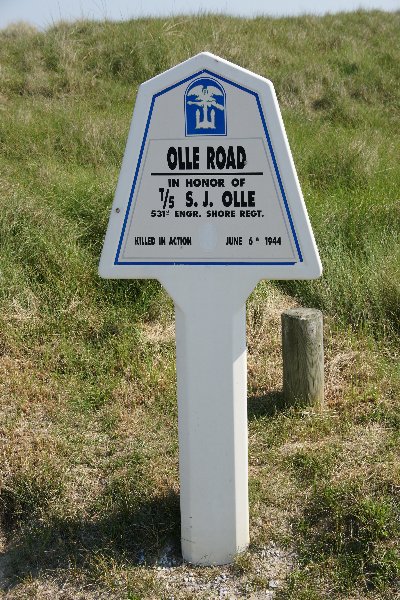 OLLE ROAD
IN HONOR OF
T/5 S. J. OLLE
531st ENGR. SHORE REGT.
KILLED IN ACTION JUNE 6th 1944